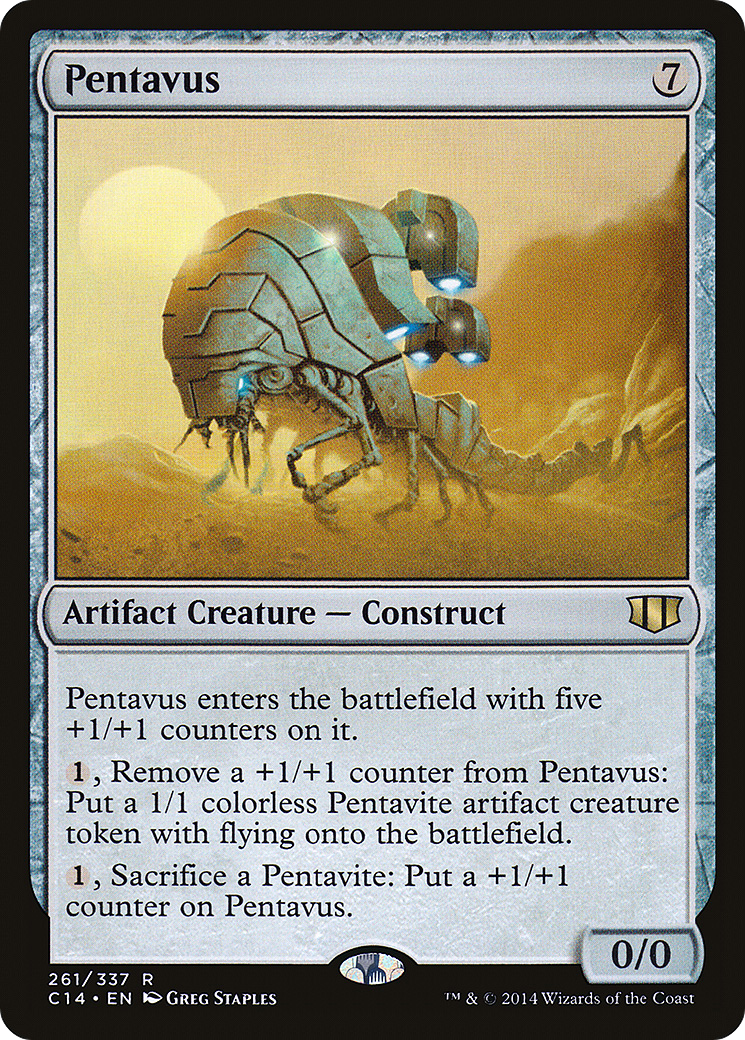 Pentavus 7
Artifact Creature — Construct
Pentavus enters the battlefield with five
+1/+1 counters on it.
1, Remove a +1/+1 counter from Pentavus:
Put a 1/1 colorless Pentavite artifact creature
token with flying onto the battlefield.
1, Sacrifice a Pentavite: Put a +1/+1
counter on Pentavus.
0/0
261/337 R
C14 • EN Greg Staples
™ & © 2014 Wizards of the Coast